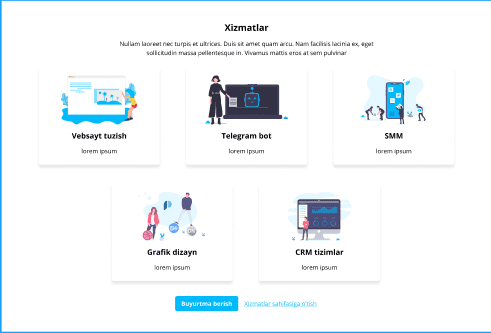 Xizmatlar
Nullam laoreet nec turpis et ultrices. Duis sit amet quam arcu. Nam facilisis lacinia ex, eget
sollicitudin massa pellentesque in. Vivamus mattis eros at sem pulvinar
Vebsayt tuzish
lorem ipsum
Telegram bot
lorem ipsum
SMM
lorem ipsum
Grafik dizayn
lorem ipsum
CRM tizimlar
lorem ipsum
Buyurtma berish
Xizmatlar sahifasiga o'tish